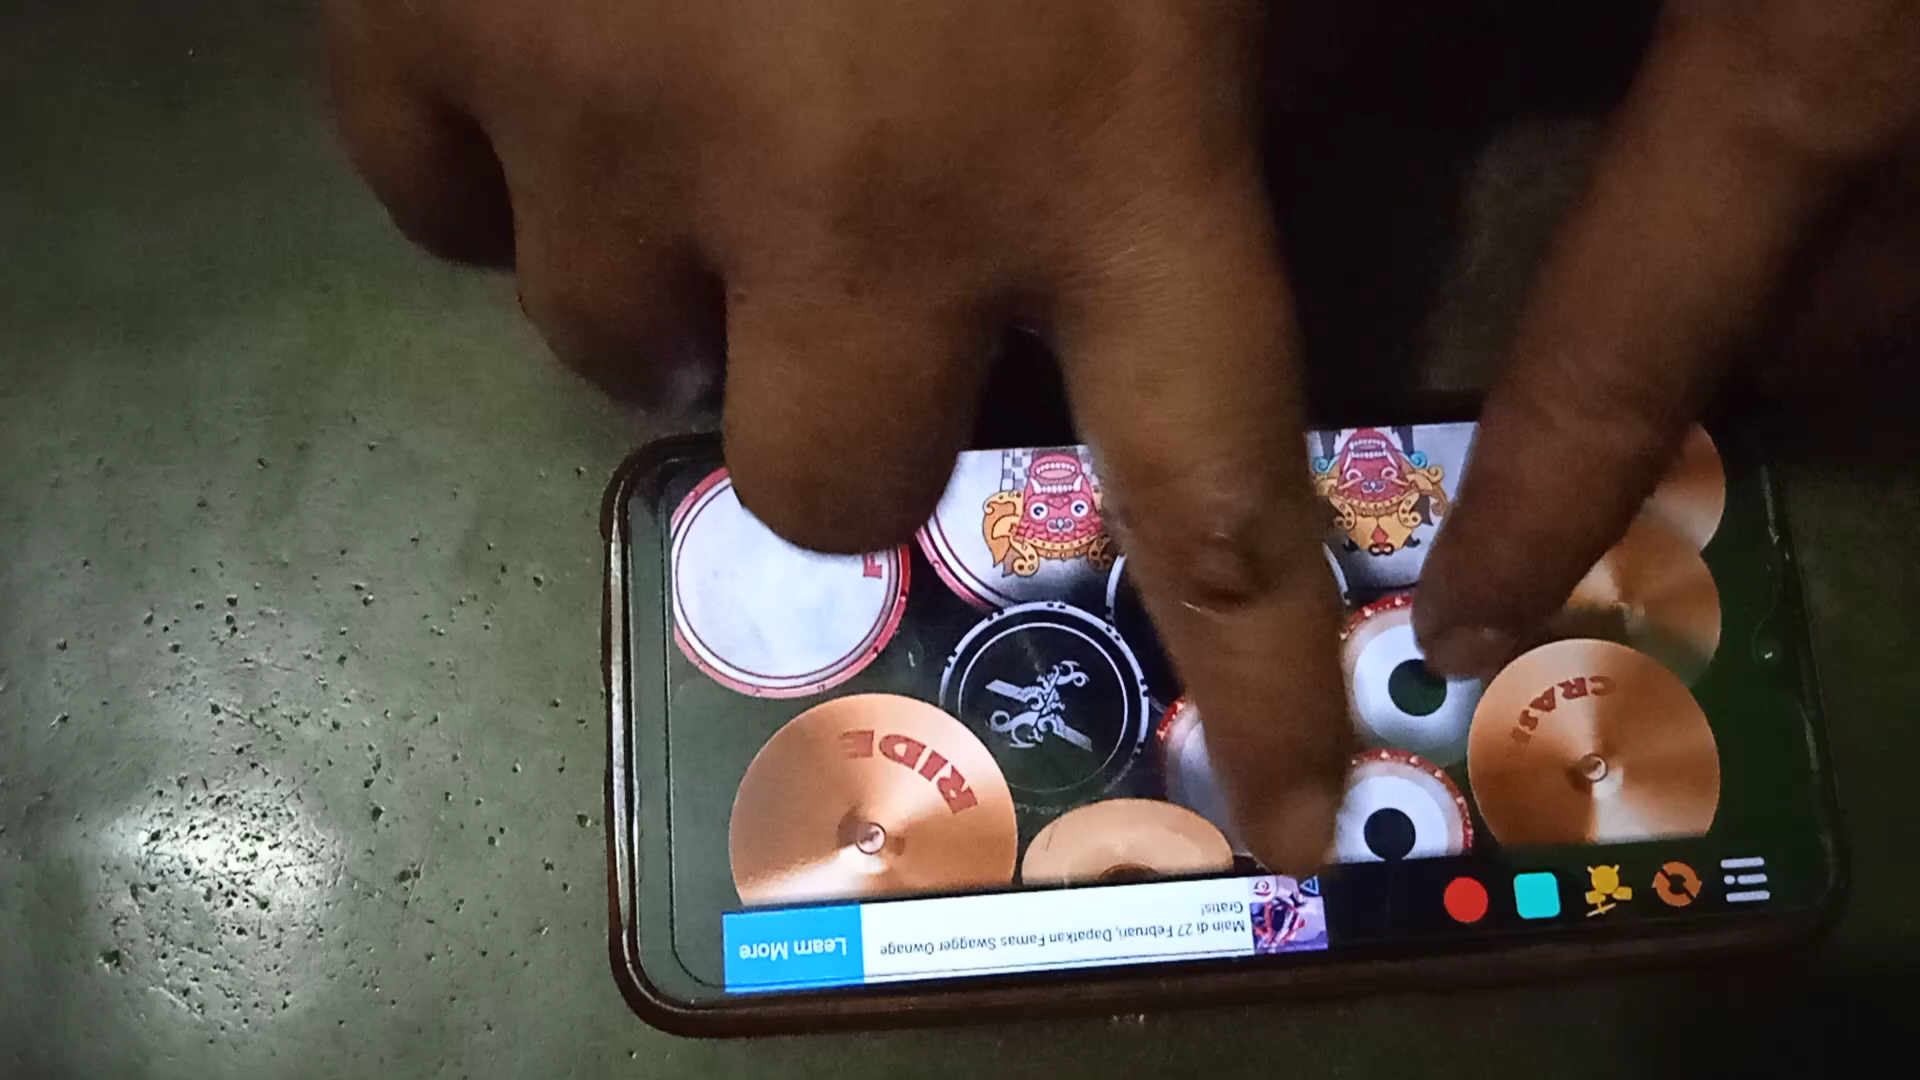 Main di 27 Februari, Dapatkan Famas Swagger Ownage
Gratis!
Learn More
RIDE
CRASH